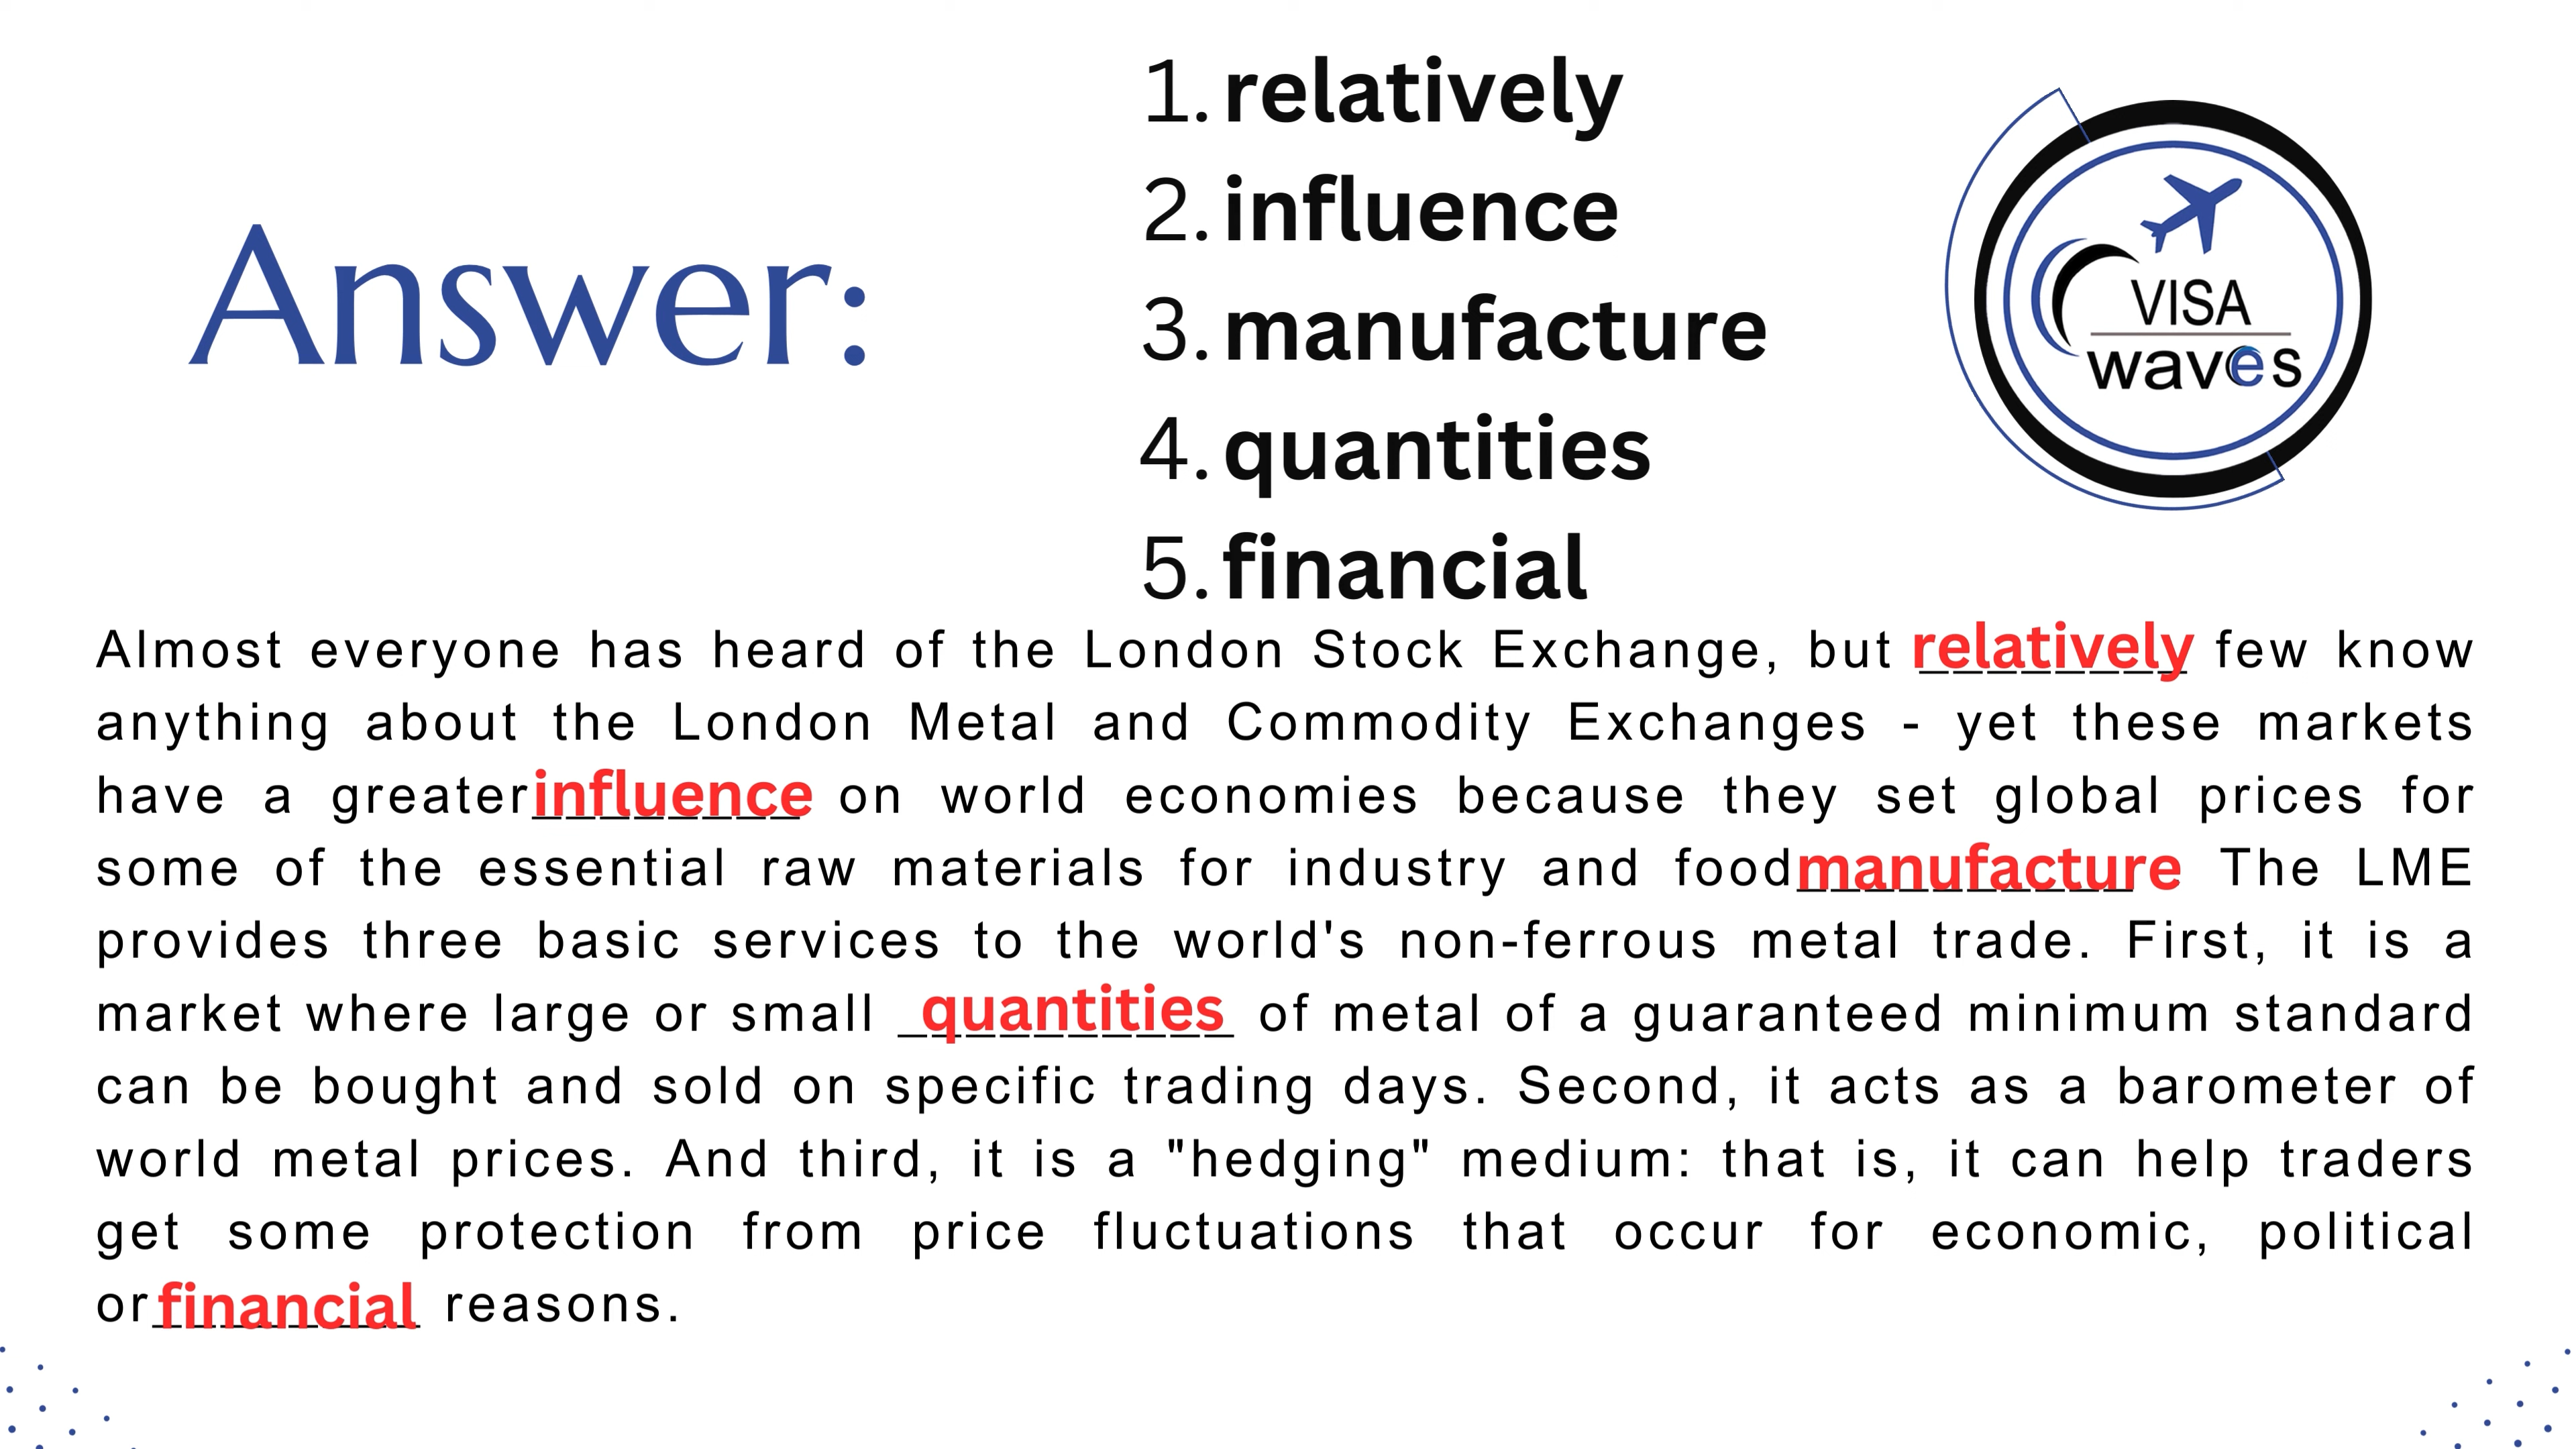 Answer:
1. relatively
2. influence
3. manufacture
4. quantities
5. financial
VISA
waves
Almost everyone has heard of the London Stock Exchange, but relatively few know
anything about the London Metal and Commodity Exchanges - yet these markets
have a greater influence on world economies because they set global prices for
some of the essential raw materials for industry and food manufacture The LME
provides three basic services to the world's non-ferrous metal trade. First, it is a
market where large or small quantities of metal of a guaranteed minimum standard
can be bought and sold on specific trading days. Second, it acts as a barometer of
world metal prices. And third, it is a "hedging" medium: that is, it can help traders
get some protection from price fluctuations that occur for economic, political
or financial reasons.